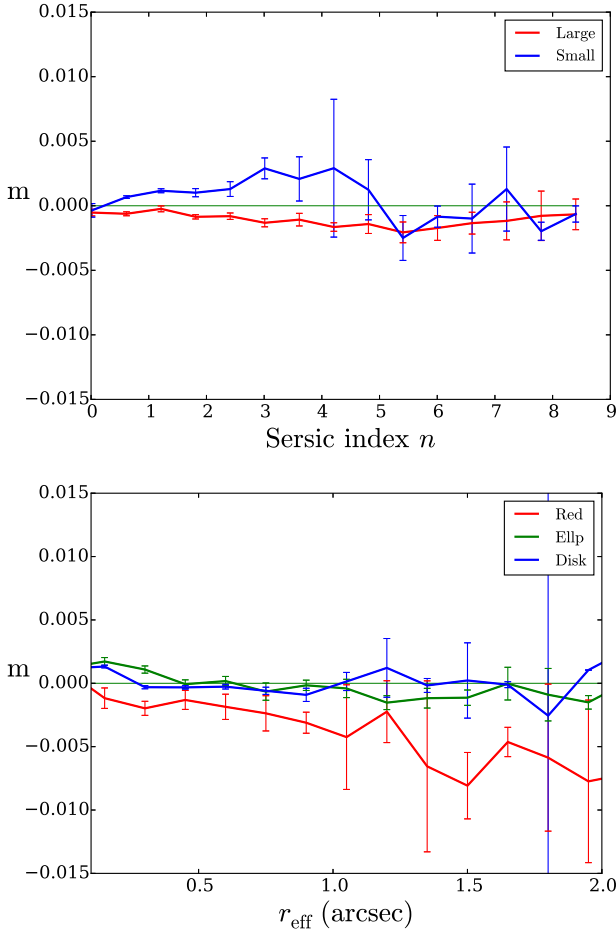 0.015
0.010
0.005
0.000
−0.005
−0.010
−0.015
m
0 1 2 3 4 5 6 7 8 9
Sersic index n
Large
Small
0.015
0.010
0.005
0.000
−0.005
−0.010
−0.015
m
0.5 1.0 1.5 2.0
r_eff (arcsec)
Red
Ellp
Disk